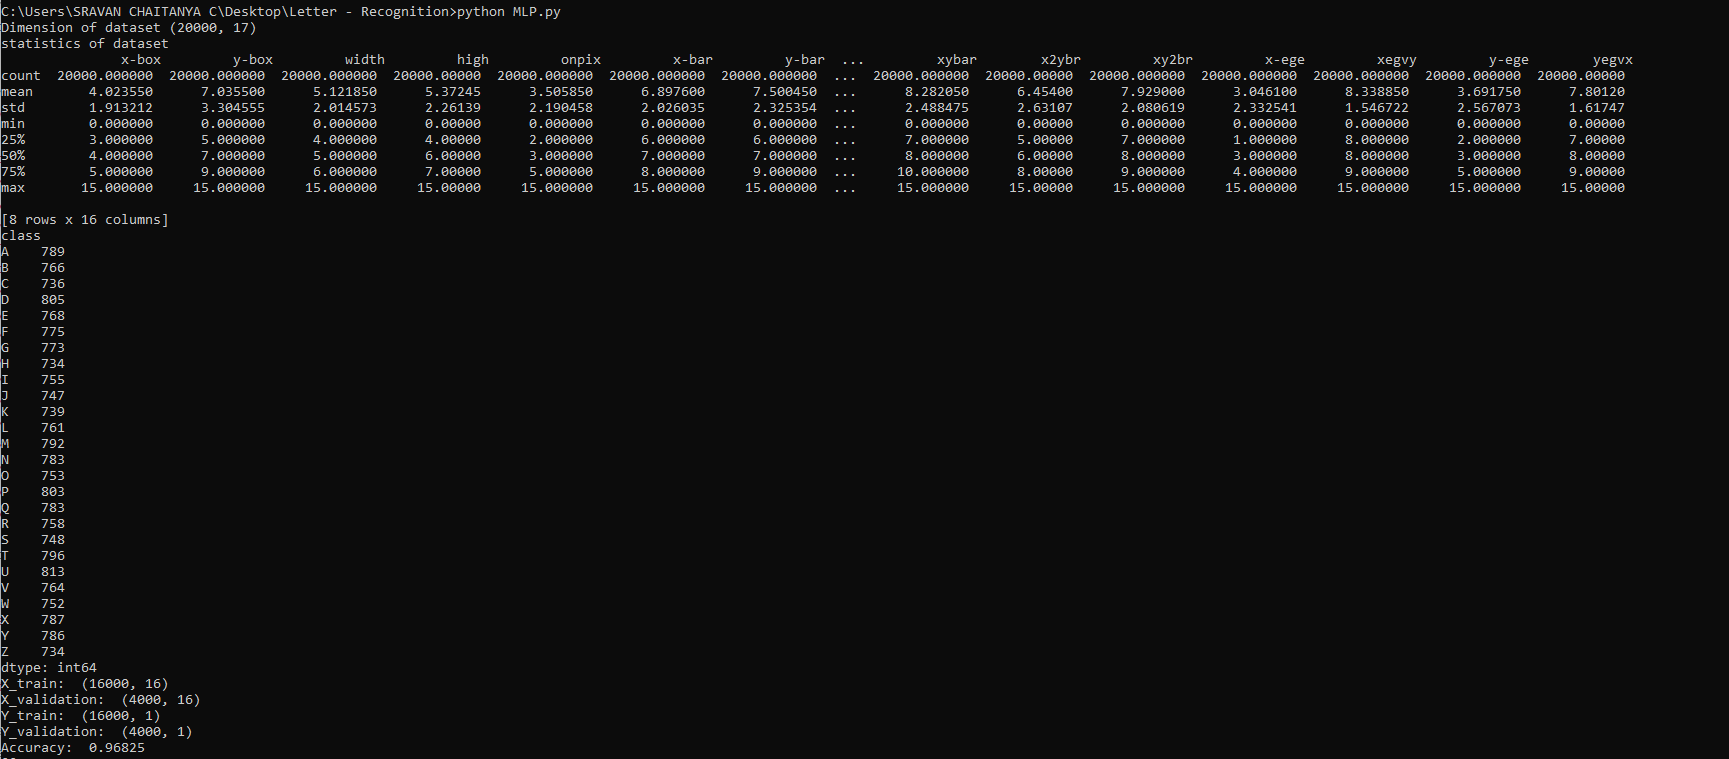 C:\Users\SRAVAN CHAITANYA C\Desktop\Letter - Recognition>python MLP.py
Dimension of dataset (20000, 17)
statistics of dataset
x-box y-box width high onpix x-bar y-bar ... xybar x2ybr xy2br x-ege xegvy y-ege yegvx
count 20000.000000 20000.000000 20000.000000 20000.00000 20000.000000 20000.000000 20000.000000 ... 20000.000000 20000.00000 20000.000000 20000.000000 20000.000000 20000.000000 20000.00000
mean 4.023550 7.035500 5.121850 5.37245 3.505850 6.897600 7.500450 ... 8.282050 6.45400 7.929000 3.046100 8.338850 3.691750 7.80120
std 1.913212 3.304555 2.014573 2.26139 2.190458 2.026035 2.325354 ... 2.488475 2.63107 2.080619 2.332541 1.546722 2.567073 1.61747
min 0.000000 0.000000 0.000000 0.00000 0.000000 0.000000 0.000000 ... 0.000000 0.00000 0.000000 0.000000 0.000000 0.000000 0.00000
25% 3.000000 5.000000 4.000000 4.00000 2.000000 6.000000 6.000000 ... 7.000000 5.00000 7.000000 1.000000 8.000000 2.000000 7.00000
50% 4.000000 7.000000 5.000000 6.00000 3.000000 7.000000 7.000000 ... 8.000000 6.00000 8.000000 3.000000 8.000000 3.000000 8.00000
75% 5.000000 9.000000 6.000000 7.00000 5.000000 8.000000 9.000000 ... 10.000000 8.00000 9.000000 4.000000 9.000000 5.000000 9.00000
max 15.000000 15.000000 15.000000 15.00000 15.000000 15.000000 15.000000 ... 15.000000 15.00000 15.000000 15.000000 15.000000 15.000000 15.00000
[8 rows x 16 columns]
class
A 789
B 766
C 736
D 805
E 768
F 775
G 773
H 734
I 755
J 747
K 739
L 761
M 792
N 783
O 753
P 803
Q 783
R 758
S 748
T 796
U 813
V 764
W 752
X 787
Y 786
Z 734
dtype: int64
X_train: (16000, 16)
X_validation: (4000, 16)
Y_train: (16000, 1)
Y_validation: (4000, 1)
Accuracy: 0.96825